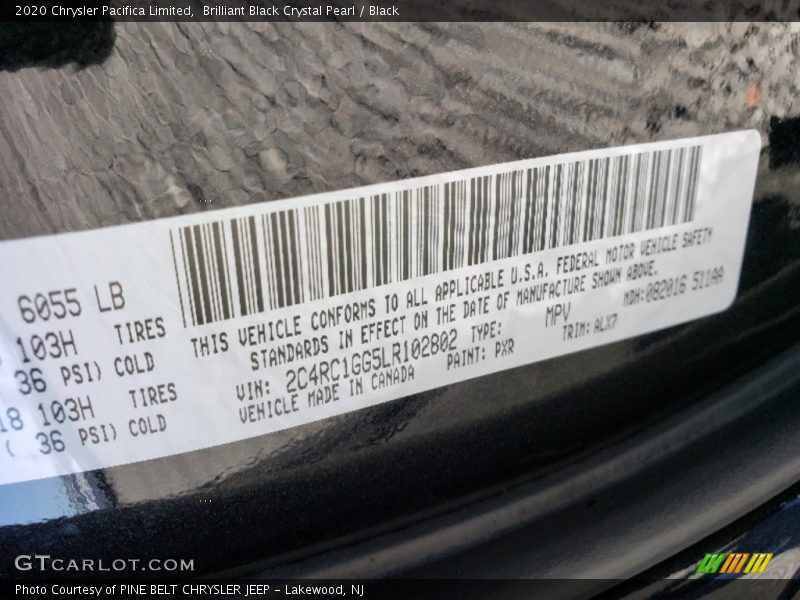 2020 Chrysler Pacifica Limited, Brilliant Black Crystal Pearl / Black
6055 LB
103H TIRES
36 PSI) COLD
18 103H TIRES
( 36 PSI) COLD
THIS VEHICLE CONFORMS TO ALL APPLICABLE U.S.A. FEDERAL MOTOR VEHICLE SAFETY
STANDARDS IN EFFECT ON THE DATE OF MANUFACTURE SHOWN ABOVE.
VIN: 2C4RC1GG5LR102802 TYPE: MPV MDH:082016 511AA
VEHICLE MADE IN CANADA PAINT: PXR TRIM: ALX7
GTCARLOT.COM
Photo Courtesy of PINE BELT CHRYSLER JEEP - Lakewood, NJ